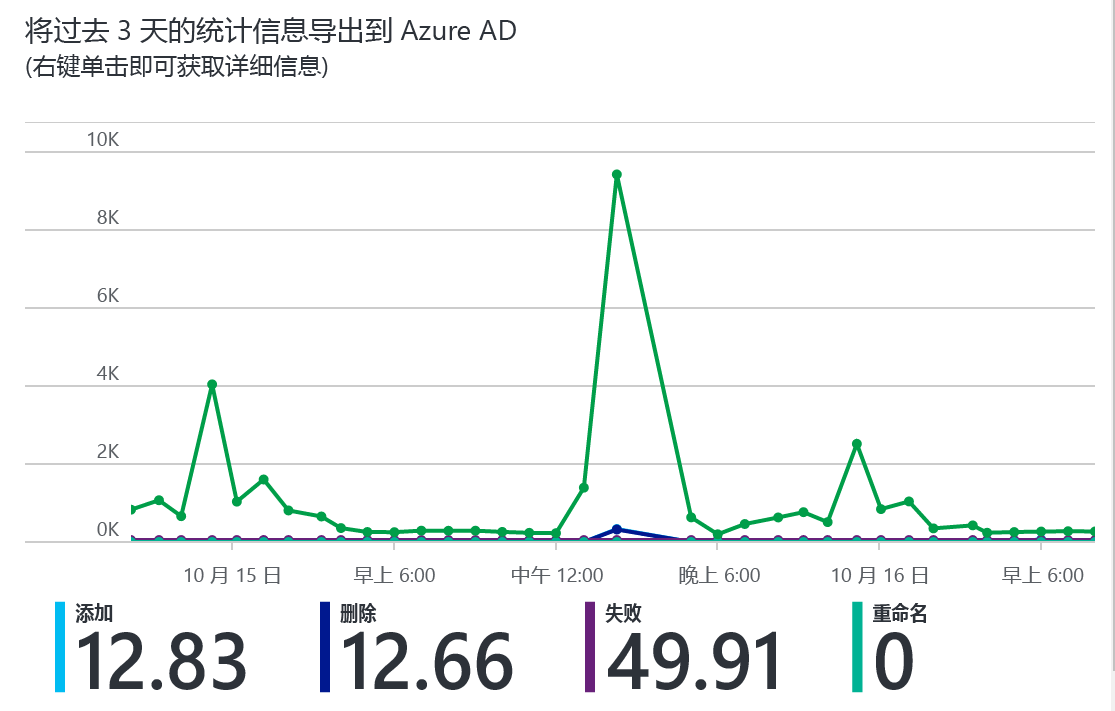 将过去 3 天的统计信息导出到 Azure AD
(右键单击即可获取详细信息)
10K
8K
6K
4K
2K
0K
10 月 15 日 早上 6:00 中午 12:00 晚上 6:00 10 月 16 日 早上 6:00
添加 删除 失败 重命名
12.83 12.66 49.91 0